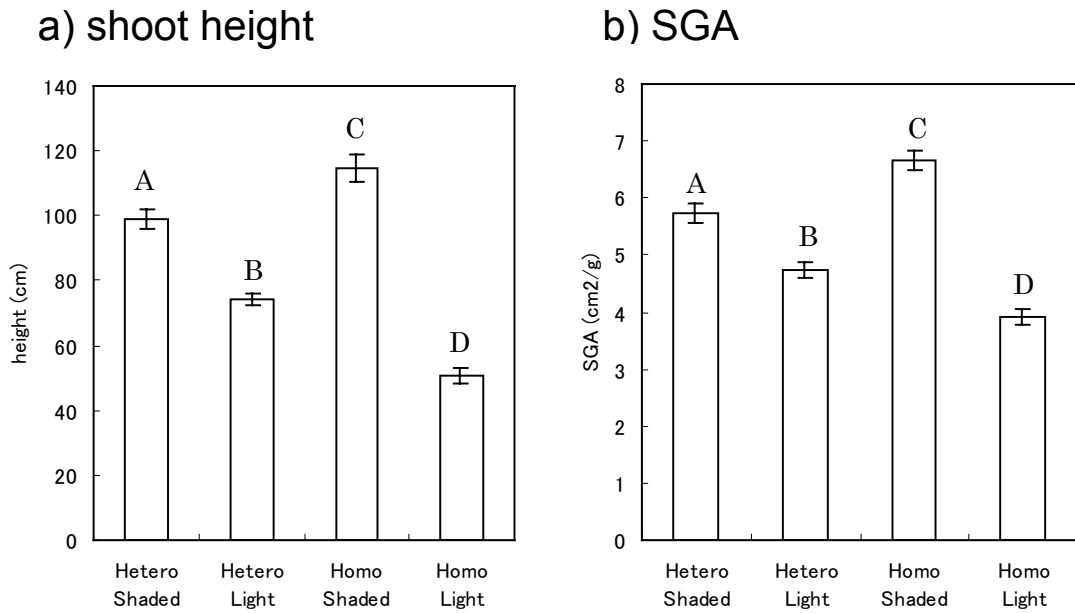 a) shoot height
b) SGA
140
120
100
80
60
40
20
0
height (cm)
A
B
C
D
Hetero Shaded
Hetero Light
Homo Shaded
Homo Light
8
7
6
5
4
3
2
1
0
SGA (cm2/g)
A
B
C
D
Hetero Shaded
Hetero Light
Homo Shaded
Homo Light